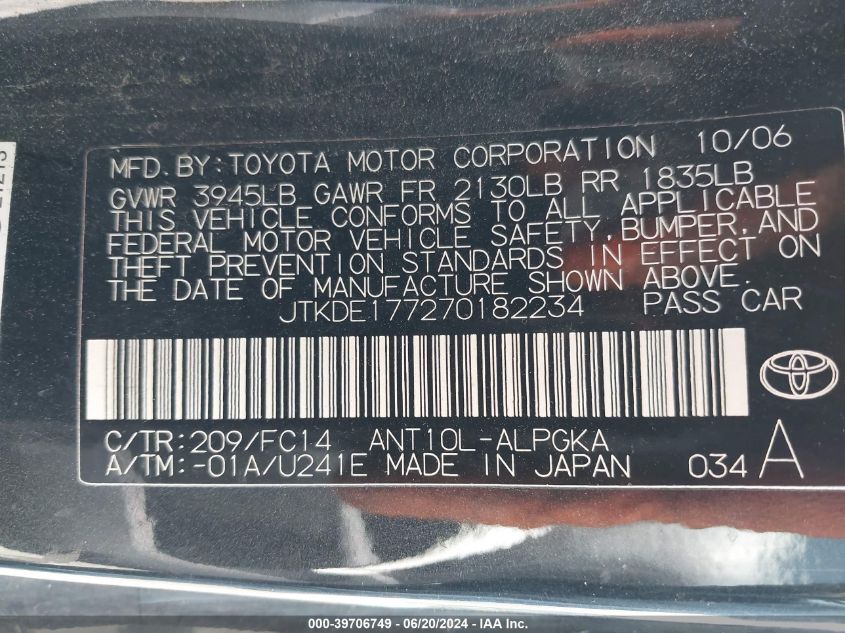 MFD.BY:TOYOTA MOTOR CORPORATION 10/06
GVWR 3945LB GAWR FR 2130LB RR 1835LB
THIS VEHICLE CONFORMS TO ALL APPLICABLE
FEDERAL MOTOR VEHICLE SAFETY,BUMPER,AND
THEFT PREVENTION STANDARDS IN EFFECT ON
THE DATE OF MANUFACTURE SHOWN ABOVE.
JTKDE177270182234 PASS CAR
C/TR:209/FC14 ANT10L-ALPGKA
A/TM:-01A/U241E MADE IN JAPAN 034 A
000-39706749 - 06/20/2024 - IAA Inc.